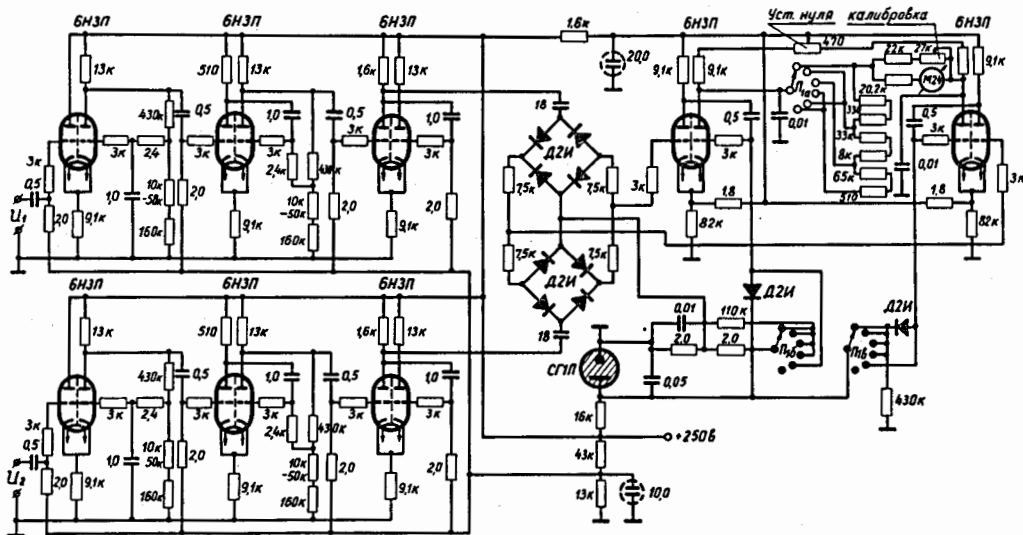 6Н3П 6Н3П 6Н3П 1,6к 6Н3П Уст. нуля калибровка 6Н3П
470
22к 27к
13к 510 13к 1,6к 13к 20,0 9,1к 9,1к М24 9,1к
П1а 20,2к
430к 0,5 1,0 0,5 1,0 18 0,5 0,01 33к 0,5
33к
3к 2,4 3к 3к 3к 3к Д2И 3к 8к 3к
3к 2,4к 430к 7,5к 7,5к 3к 65к 0,01 3к
0,5 1,0 10к -50к 2,0 10к -50к 2,0 2,0 510
U1 2,0 9,1к 160к 9,1к 160к 9,1к 1,8 1,8
82к 82к
7,5к 7,5к
6Н3П 6Н3П 6Н3П Д2И Д2И
Д2И
13к 510 13к 1,6к 13к 18 0,01 110к
СГ1П 2,0 2,0 П1б П1в
430к 0,5 1,0 0,5 1,0 0,05 430к
3к 2,4 3к 3к 3к 3к 16к
3к 2,4к 430к +250в
0,5 1,0 10к 50к 2,0 10к -50к 2,0 2,0 43к
U2 2,0 9,1к 160к 9,1к 160к 9,1к 13к 10,0